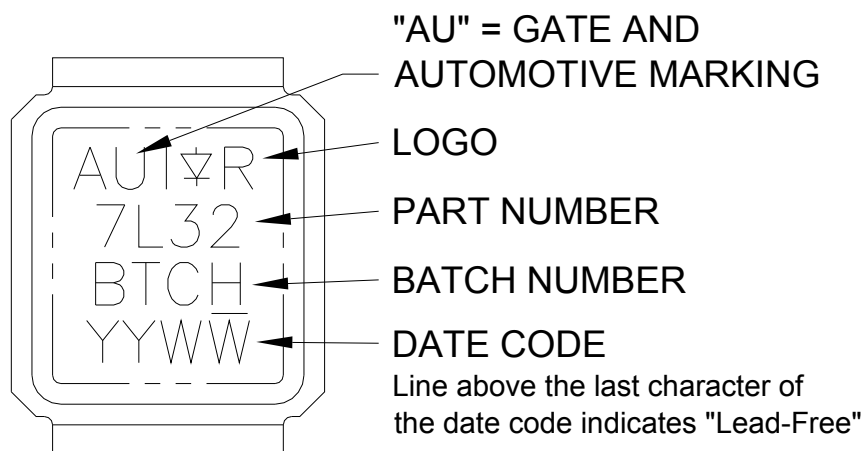 "AU" = GATE AND
AUTOMOTIVE MARKING
AUI R
LOGO
7L32
PART NUMBER
BTCH
BATCH NUMBER
YYWW
DATE CODE
Line above the last character of
the date code indicates "Lead-Free"